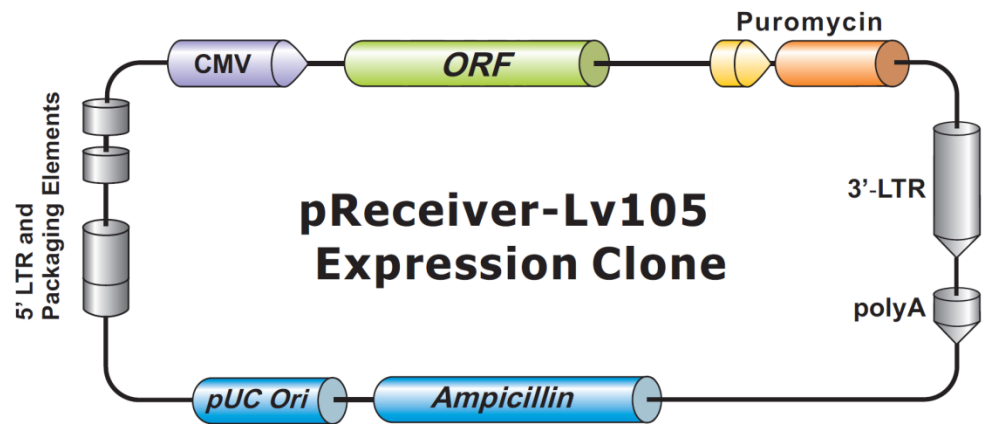 Puromycin
CMV
ORF
5' LTR and
Packaging Elements
3'-LTR
pReceiver-Lv105
Expression Clone
polyA
pUC Ori
Ampicillin